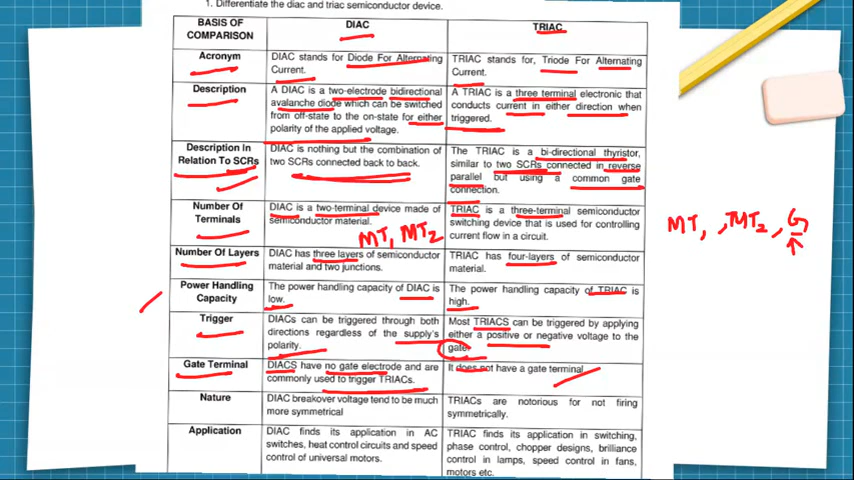 1. Differentiate the diac and triac semiconductor device.
BASIS OF COMPARISON
DIAC
TRIAC
Acronym
DIAC stands for Diode For Alternating
Current.
TRIAC stands for, Triode For Alternating
Current.
Description
A DIAC is a two-electrode bidirectional
avalanche diode which can be switched
from off-state to the on-state for either
polarity of the applied voltage.
A TRIAC is a three terminal electronic that
conducts current in either direction when
triggered.
Description In
Relation To SCRs
DIAC is nothing but the combination of
two SCRs connected back to back.
The TRIAC is a bi-directional thyristor,
similar to two SCRs connected in reverse
parallel but using a common gate
connection.
Number Of
Terminals
DIAC is a two-terminal device made of
semiconductor material.
MT, MT2
TRIAC is a three-terminal semiconductor
switching device that is used for controlling
current flow in a circuit.
MT, , MT2 , G
Number Of Layers
DIAC has three layers of semiconductor
material and two junctions.
TRIAC has four-layers of semiconductor
material.
Power Handling
Capacity
The power handling capacity of DIAC is
low.
The power handling capacity of TRIAC is
high.
Trigger
DIACs can be triggered through both
directions regardless of the supply's
polarity.
Most TRIACS can be triggered by applying
either a positive or negative voltage to the
gate.
Gate Terminal
DIACS have no gate electrode and are
commonly used to trigger TRIACs.
It does not have a gate terminal
Nature
DIAC breakover voltage tend to be much
more symmetrical
TRIACs are notorious for not firing
symmetrically.
Application
DIAC finds its application in AC
switches, heat control circuits and speed
control of universal motors.
TRIAC finds its application in switching,
phase control, chopper designs, brilliance
control in lamps, speed control in fans,
motors etc.